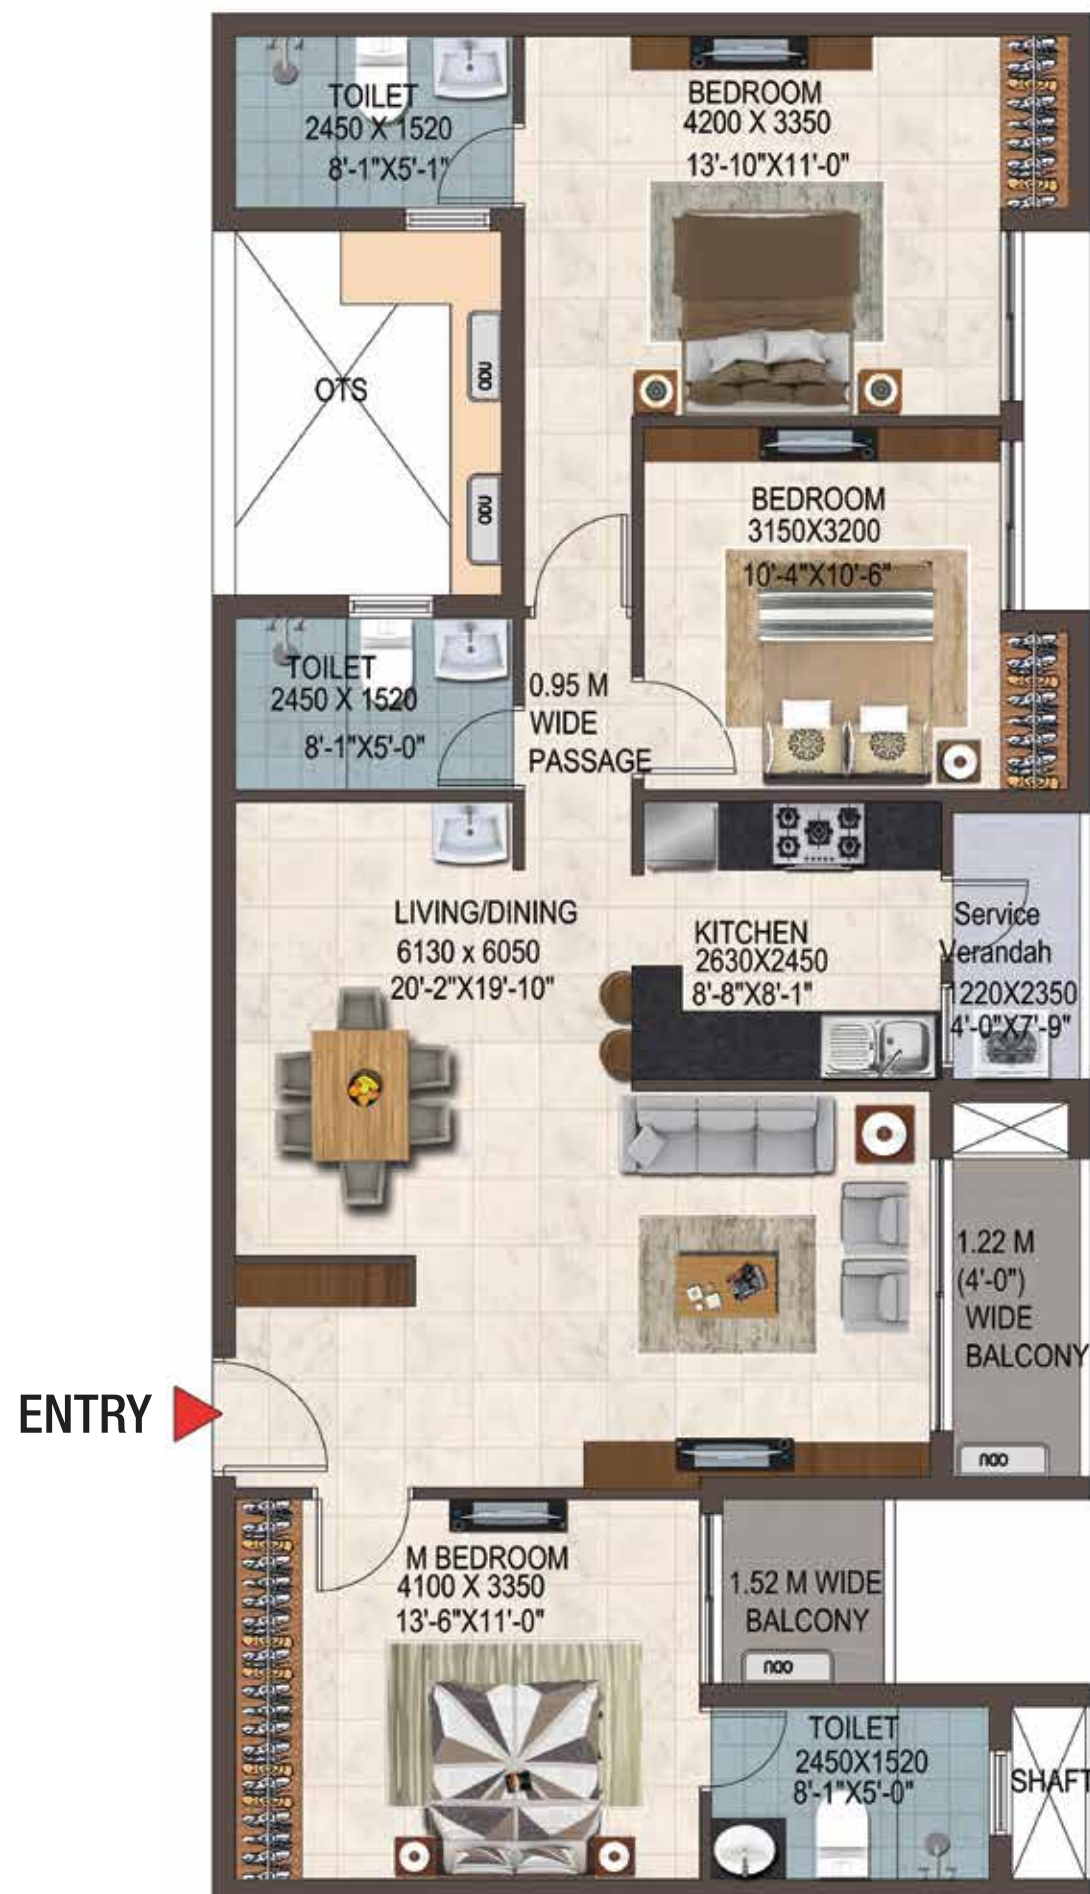 TOILET
2450 X 1520
8'-1"X5'-1"
BEDROOM
4200 X 3350
13'-10"X11'-0"
OTS
ODU
ODU
BEDROOM
3150X3200
10'-4"X10'-6"
TOILET
2450 X 1520
8'-1"X5'-0"
0.95 M
WIDE
PASSAGE
LIVING/DINING
6130 x 6050
20'-2"X19'-10"
KITCHEN
2630X2450
8'-8"X8'-1"
Service
Verandah
1220X2350
4'-0"X7'-9"
1.22 M
(4'-0")
WIDE
BALCONY
ODU
ENTRY
M BEDROOM
4100 X 3350
13'-6"X11'-0"
1.52 M WIDE
BALCONY
ODU
TOILET
2450X1520
8'-1"X5'-0"
SHAFT